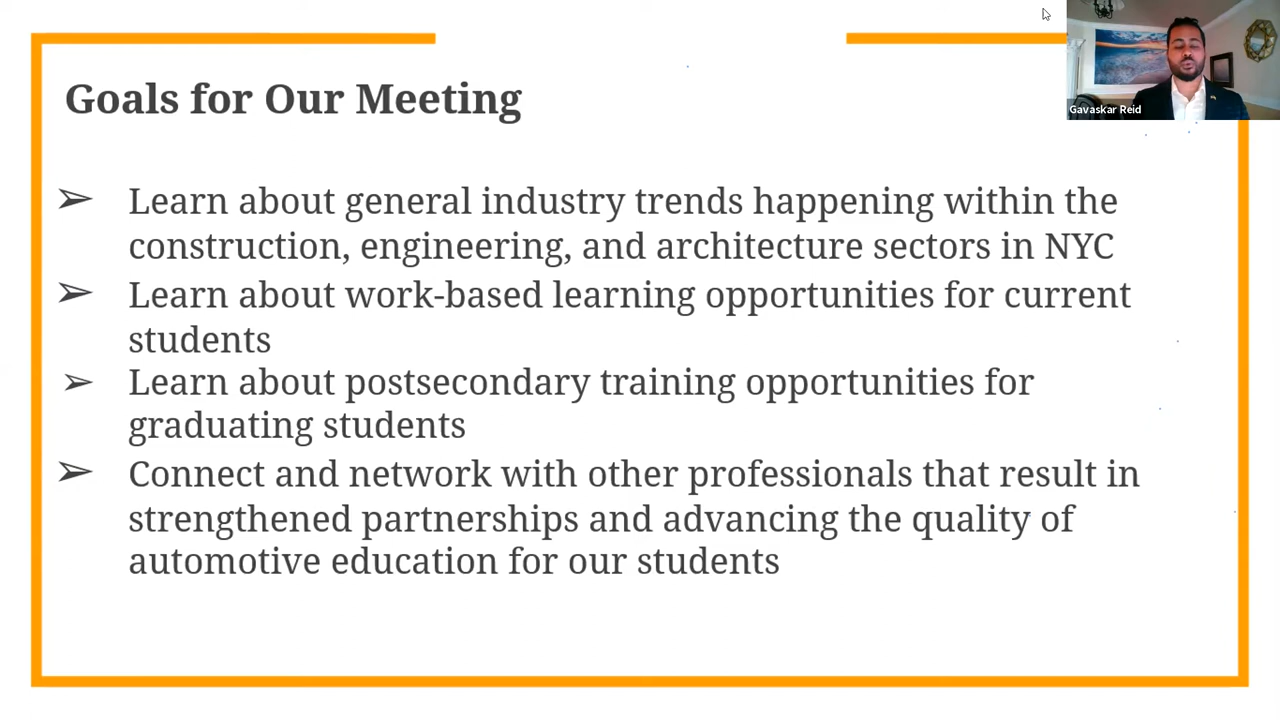 Goals for Our Meeting
Gavaskar Reid
➢ Learn about general industry trends happening within the
construction, engineering, and architecture sectors in NYC
➢ Learn about work-based learning opportunities for current
students
➢ Learn about postsecondary training opportunities for
graduating students
➢ Connect and network with other professionals that result in
strengthened partnerships and advancing the quality of
automotive education for our students